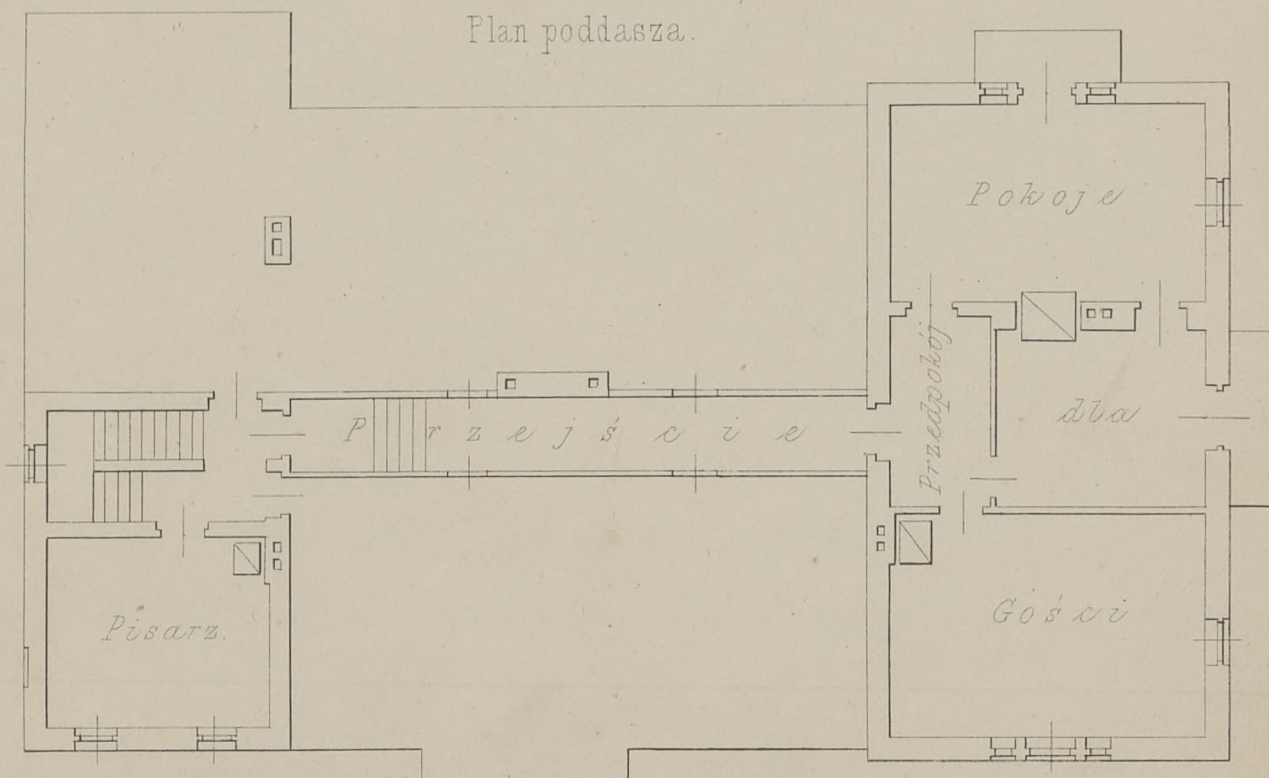 Plan poddasza.
Pokoje
Przedpokój
dla
Przejście
Gości
Pisarz.